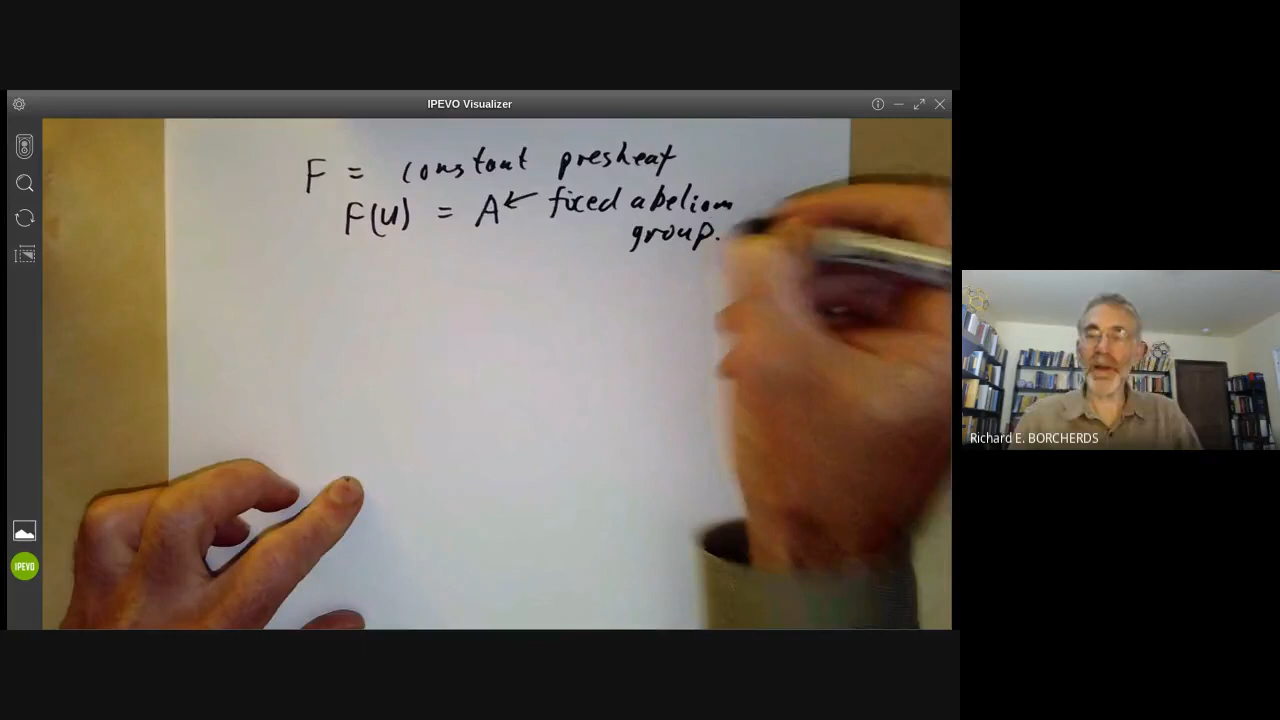 IPEVO Visualizer
F = constant presheaf
F(U) = A ← fixed abelian
group.
IPEVO
Richard E. BORCHERDS